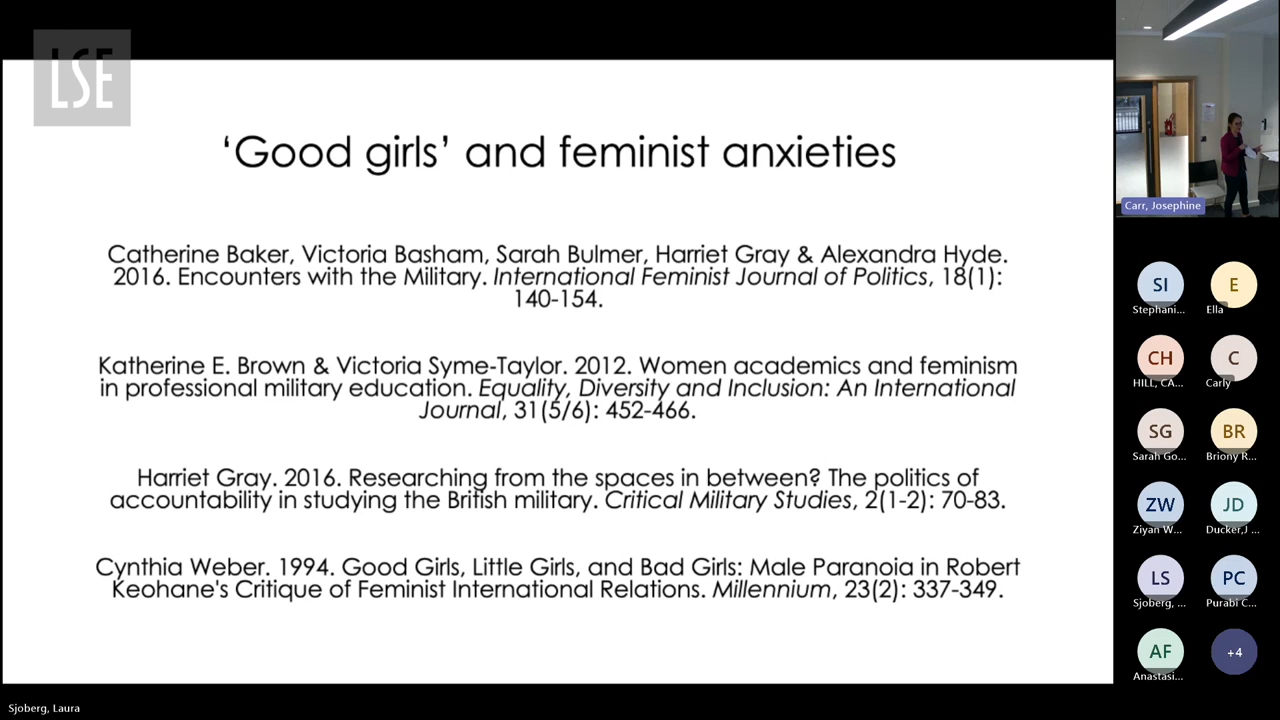 LSE
‘Good girls’ and feminist anxieties
Catherine Baker, Victoria Basham, Sarah Bulmer, Harriet Gray & Alexandra Hyde.
2016. Encounters with the Military. International Feminist Journal of Politics, 18(1):
140-154.
Katherine E. Brown & Victoria Syme-Taylor. 2012. Women academics and feminism
in professional military education. Equality, Diversity and Inclusion: An International
Journal, 31(5/6): 452-466.
Harriet Gray. 2016. Researching from the spaces in between? The politics of
accountability in studying the British military. Critical Military Studies, 2(1-2): 70-83.
Cynthia Weber. 1994. Good Girls, Little Girls, and Bad Girls: Male Paranoia in Robert
Keohane's Critique of Feminist International Relations. Millennium, 23(2): 337-349.
Carr, Josephine
SI
E
Stephani...
Ella
CH
C
HILL, CA...
Carly
SG
BR
Sarah Go...
Briony R...
ZW
JD
Ziyan W...
Ducker,J ...
LS
PC
Sjoberg, ...
Purabi C...
AF
+4
Anastasi...
Sjoberg, Laura